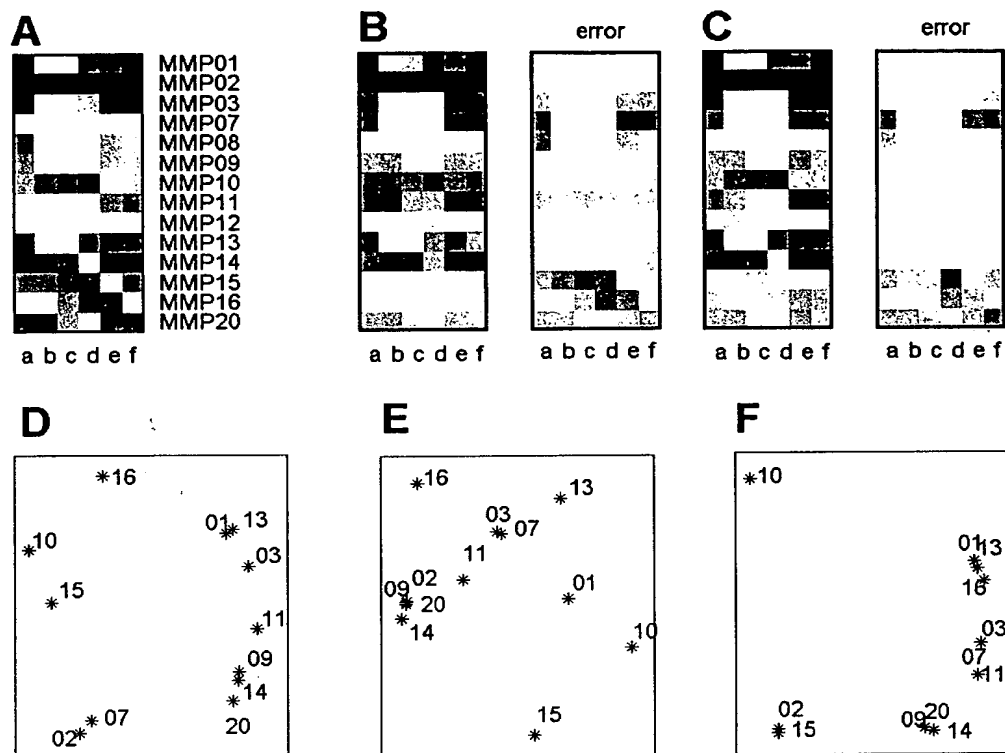 A
B
error
C
error
MMP01
MMP02
MMP03
MMP07
MMP08
MMP09
MMP10
MMP11
MMP12
MMP13
MMP14
MMP15
MMP16
MMP20
a b c d e f
a b c d e f
a b c d e f
a b c d e f
a b c d e f
D
16
01 13
10
03
15
11
09
14
07
20
02
E
16
13
03
07
11
02
09
01
20
14
10
15
F
10
01
13
16
03
07
11
02
20
09
15
14